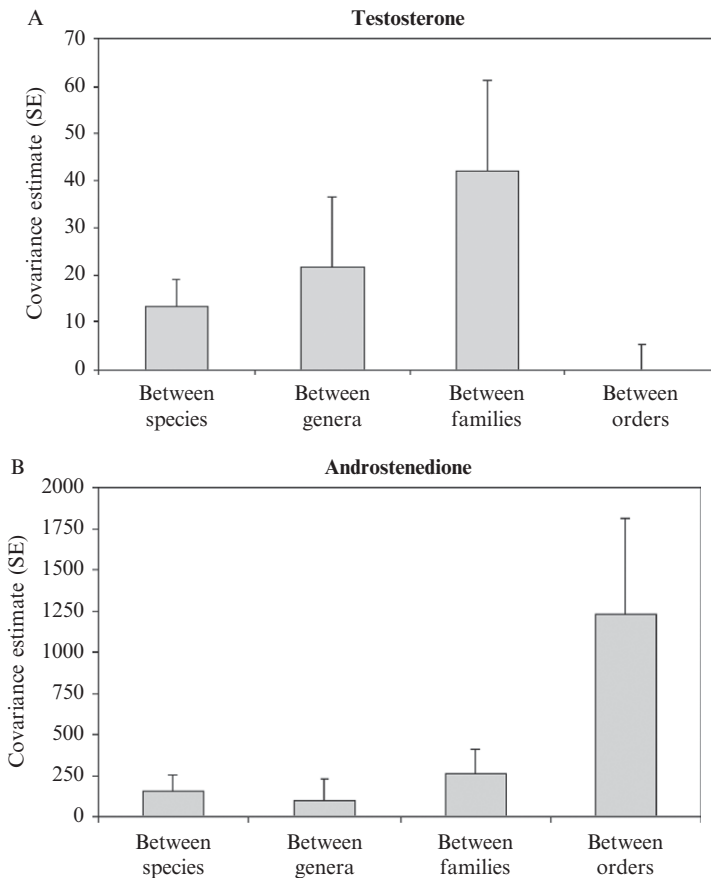 A
Testosterone
Covariance estimate (SE)
70
60
50
40
30
20
10
0
Between species
Between genera
Between families
Between orders
B
Androstenedione
Covariance estimate (SE)
2000
1750
1500
1250
1000
750
500
250
0
Between species
Between genera
Between families
Between orders